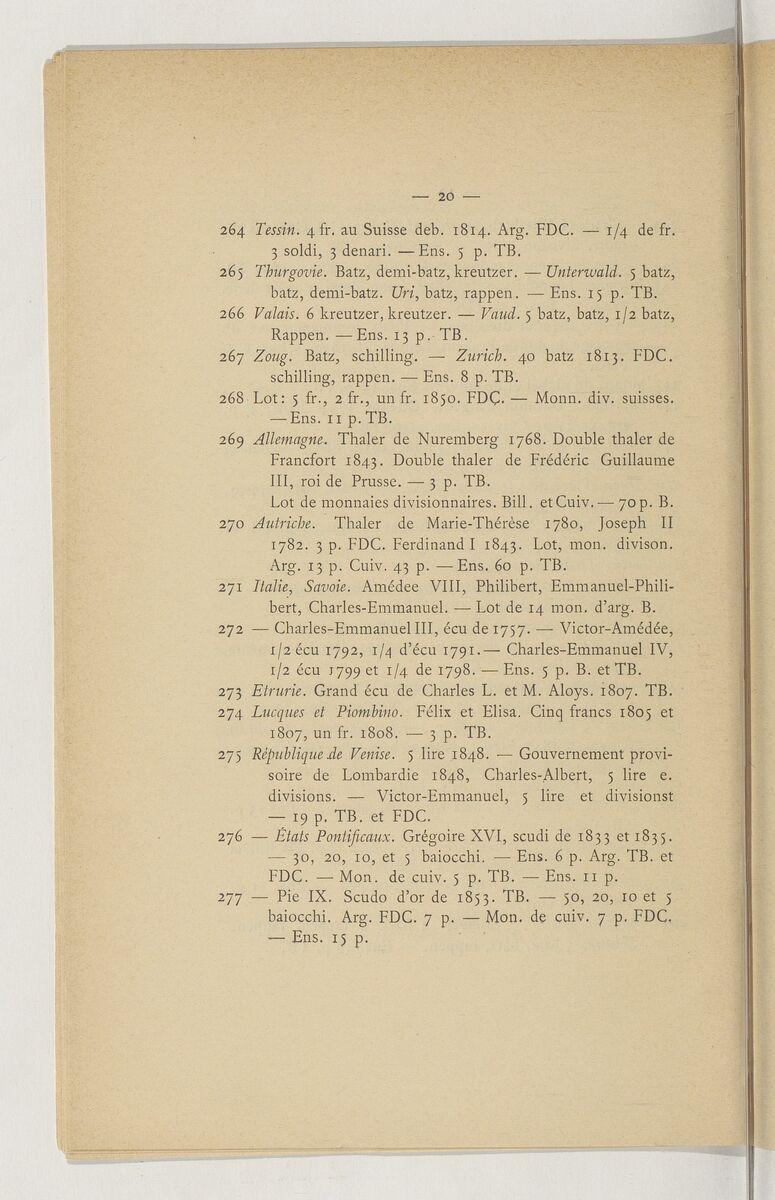 — 20 —
264 Tessin. 4 fr. au Suisse deb. 1814. Arg. FDC. — 1/4 de fr.
3 soldi, 3 denari. — Ens. 5 p. TB.
265 Thurgovie. Batz, demi-batz, kreutzer. — Unterwald. 5 batz,
batz, demi-batz. Uri, batz, rappen. — Ens. 15 p. TB.
266 Valais. 6 kreutzer, kreutzer. — Vaud. 5 batz, batz, 1/2 batz,
Rappen. — Ens. 13 p. TB.
267 Zoug. Batz, schilling. — Zurich. 40 batz 1813. FDC.
schilling, rappen. — Ens. 8 p. TB.
268 Lot: 5 fr., 2 fr., un fr. 1850. FDC. — Monn. div. suisses.
— Ens. 11 p. TB.
269 Allemagne. Thaler de Nuremberg 1768. Double thaler de
Francfort 1843. Double thaler de Frédéric Guillaume
III, roi de Prusse. — 3 p. TB.
Lot de monnaies divisionnaires. Bill. et Cuiv. — 70 p. B.
270 Autriche. Thaler de Marie-Thérèse 1780, Joseph II
1782. 3 p. FDC. Ferdinand I 1843. Lot, mon. divison.
Arg. 13 p. Cuiv. 43 p. — Ens. 60 p. TB.
271 Italie, Savoie. Amédee VIII, Philibert, Emmanuel-Phili-
bert, Charles-Emmanuel. — Lot de 14 mon. d'arg. B.
272 — Charles-Emmanuel III, écu de 1757. — Victor-Amédée,
1/2 écu 1792, 1/4 d'écu 1791. — Charles-Emmanuel IV,
1/2 écu 1799 et 1/4 de 1798. — Ens. 5 p. B. et TB.
273 Etrurie. Grand écu de Charles L. et M. Aloys. 1807. TB.
274 Lucques et Piombino. Félix et Elisa. Cinq francs 1805 et
1807, un fr. 1808. — 3 p. TB.
275 République de Venise. 5 lire 1848. — Gouvernement provi-
soire de Lombardie 1848, Charles-Albert, 5 lire e.
divisions. — Victor-Emmanuel, 5 lire et divisionst
— 19 p. TB. et FDC.
276 — États Pontificaux. Grégoire XVI, scudi de 1833 et 1835.
— 30, 20, 10, et 5 baiocchi. — Ens. 6 p. Arg. TB. et
FDC. — Mon. de cuiv. 5 p. TB. — Ens. 11 p.
277 — Pie IX. Scudo d'or de 1853. TB. — 50, 20, 10 et 5
baiocchi. Arg. FDC. 7 p. — Mon. de cuiv. 7 p. FDC.
— Ens. 15 p.